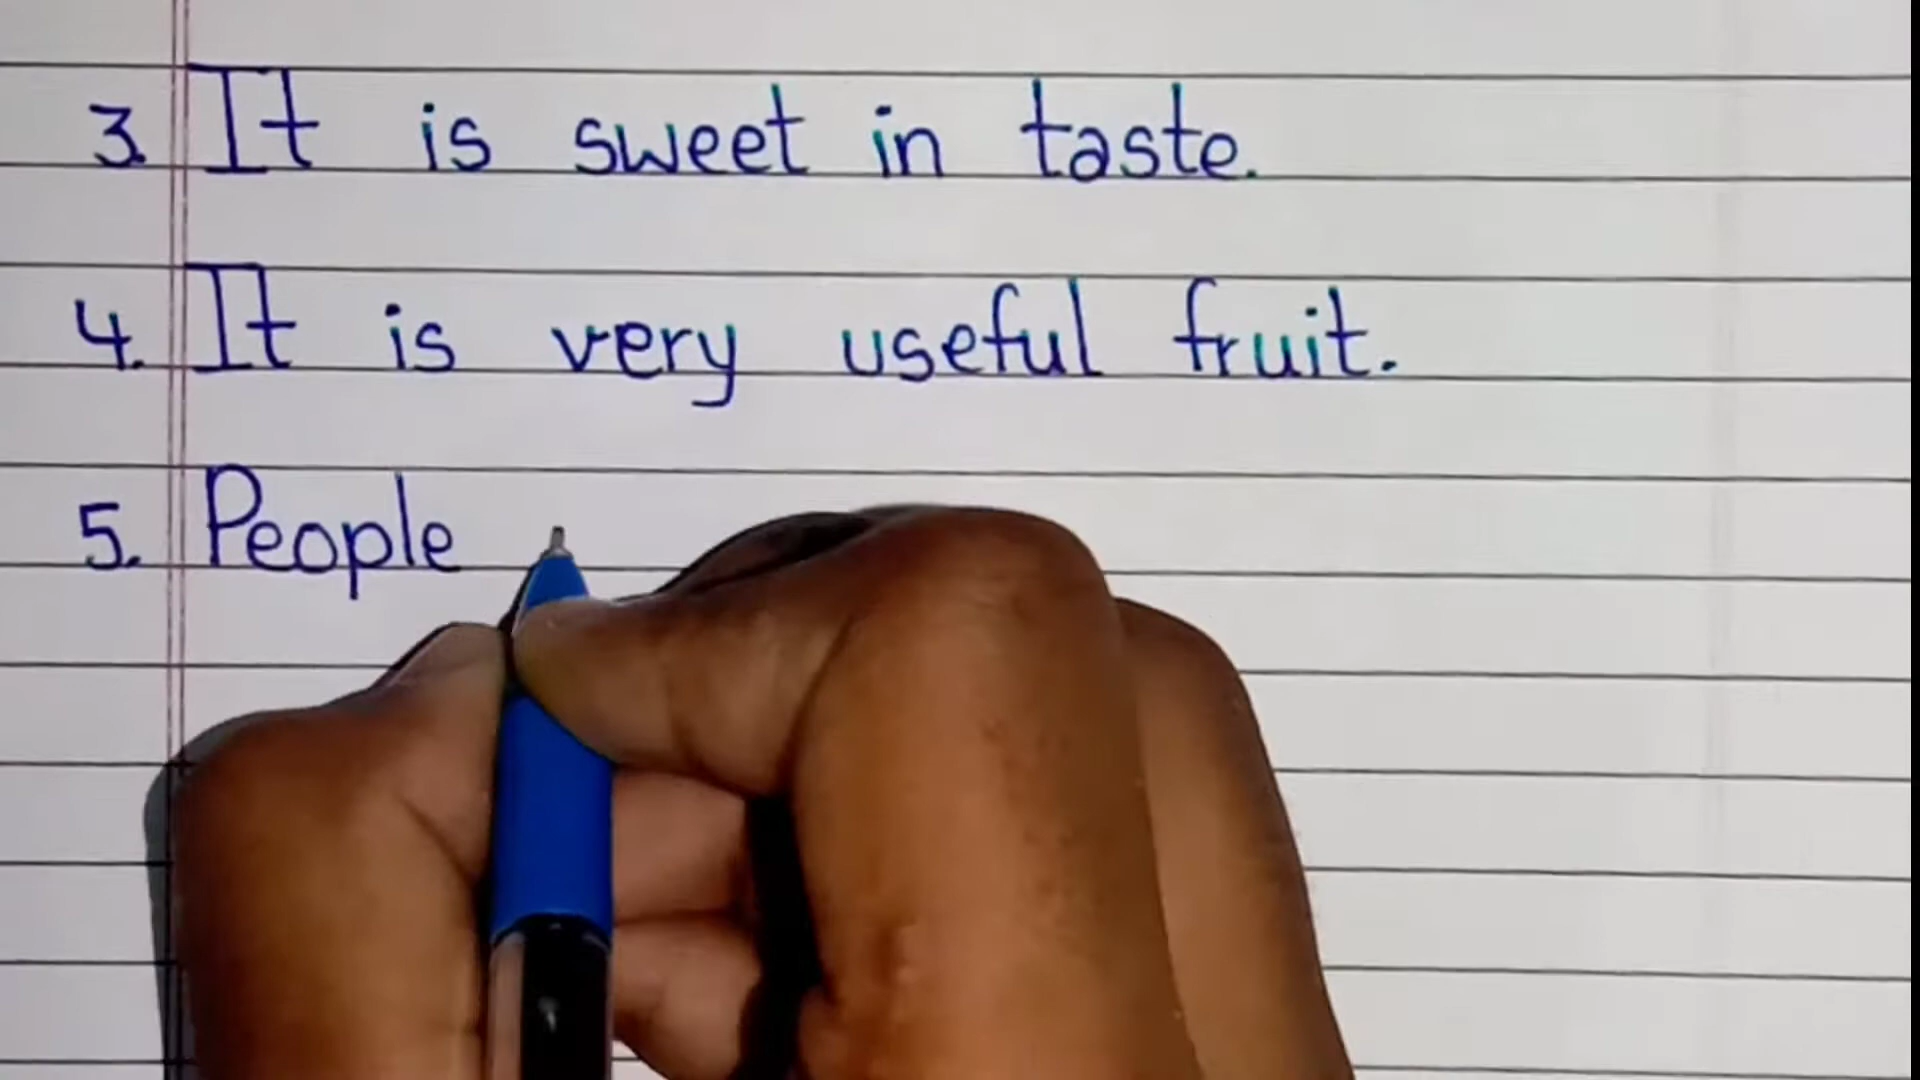 3. It is sweet in taste.
4. It is very useful fruit.
5. People